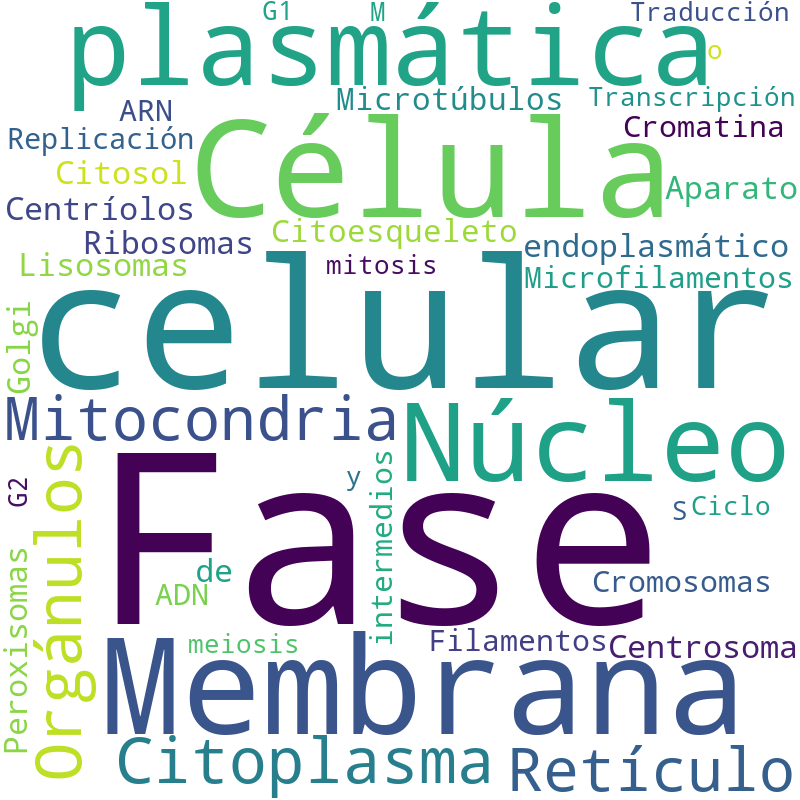 G1
M
Traducción
plasmática
o
ARN
Microtúbulos
Transcripción
Replicación
Célula
Cromatina
Citosol
Aparato
Centríolos
Ribosomas
Citoesqueleto
endoplasmático
Lisosomas
mitosis
Microfilamentos
celular
Golgi
Mitocondria
Núcleo
Orgánulos
G2
Fase
y
intermedios
S
Ciclo
de
ADN
Cromosomas
Peroxisomas
meiosis
Filamentos
Centrosoma
Membrana
Citoplasma
Retículo